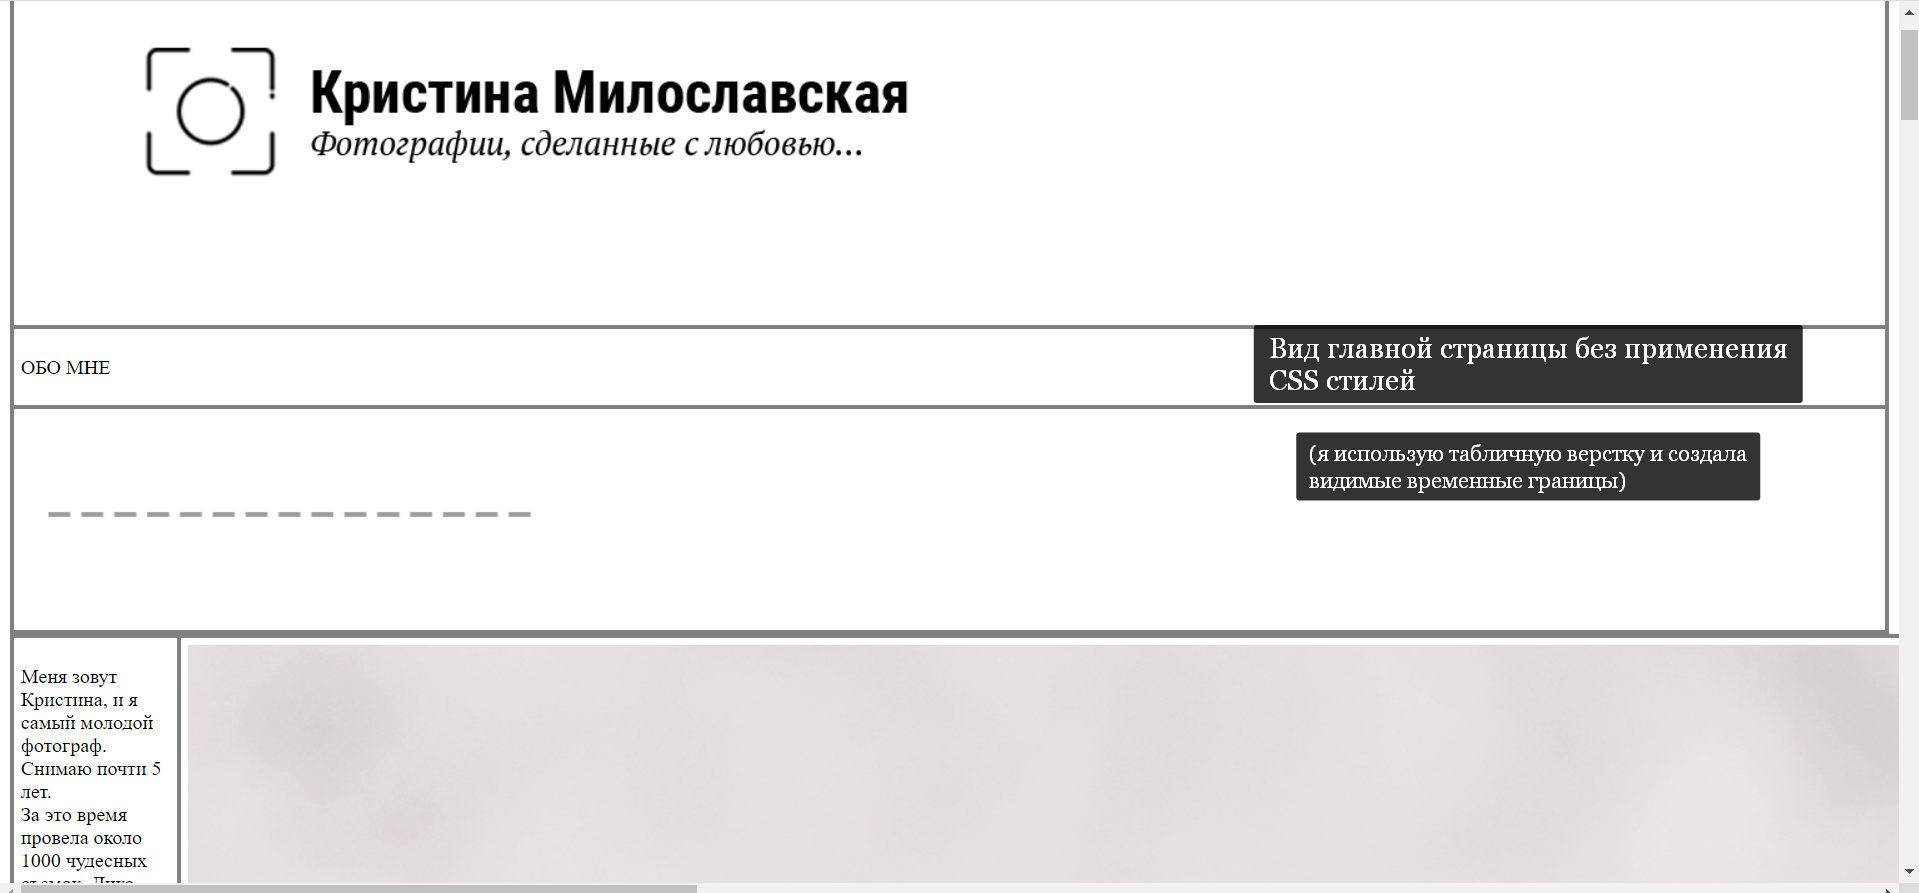 Кристина Милославская
Фотографии, сделанные с любовью...
ОБО МНЕ
Вид главной страницы без применения
CSS стилей
(я использую табличную верстку и создала
видимые временные границы)
Меня зовут
Кристина, и я
самый молодой
фотограф.
Снимаю почти 5
лет.
За это время
провела около
1000 чудесных